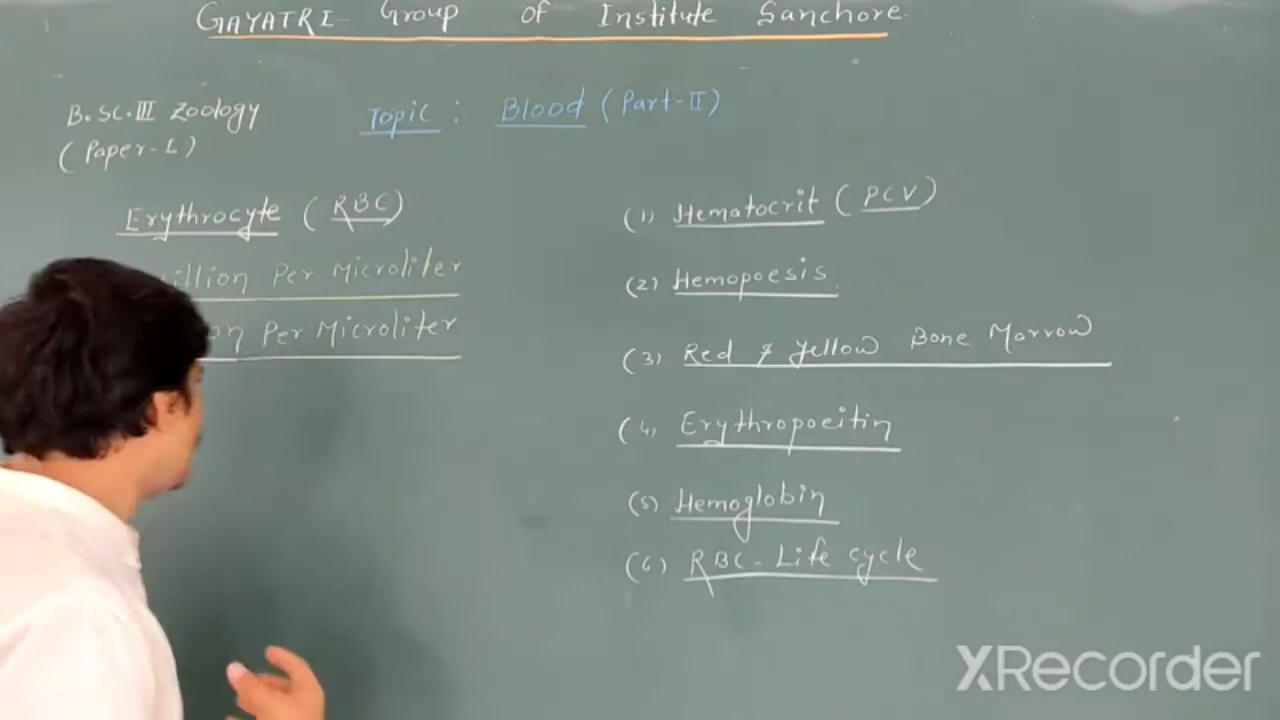 GAYATRI Group of Institute Sanchore.
B.SC.III Zoology
(Paper-I)
Topic : Blood (Part-II)
Erythrocyte (RBC)
Per Microliter
Per Microliter
(1) Hematocrit (PCV)
(2) Hemopoesis
(3) Red & Yellow Bone Marrow
(4) Erythropoeitin
(5) Hemoglobin
(6) RBC - Life cycle
XRecorder